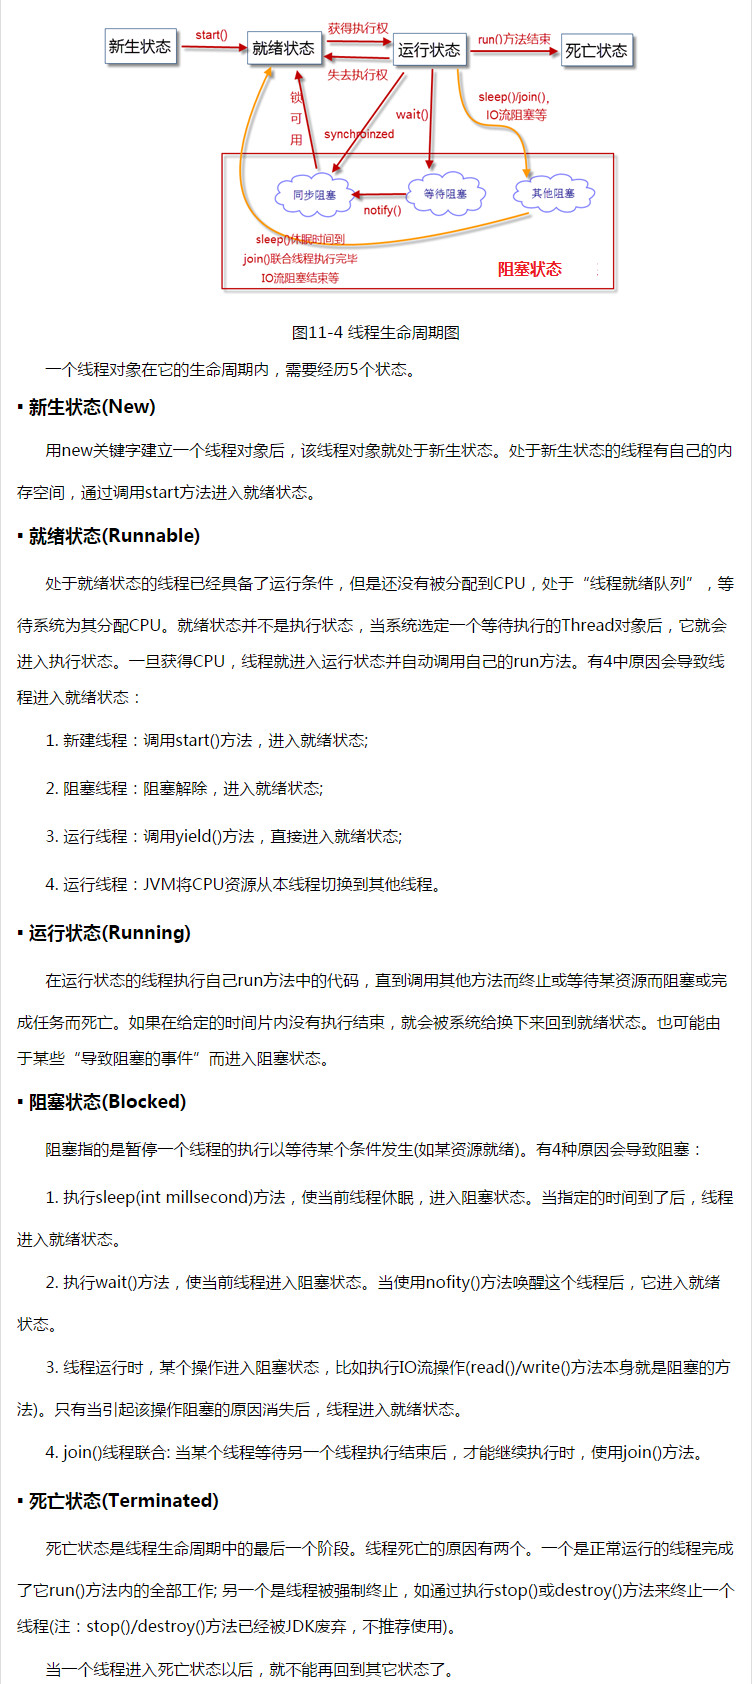 新生状态
start()
就绪状态
获得执行权
失去执行权
运行状态
run()方法结束
死亡状态
锁
可
用
synchroinzed
wait()
sleep()/join(),
IO流阻塞等
同步阻塞
等待阻塞
其他阻塞
notify()
sleep()休眠时间到
join()联合线程执行完毕
IO流阻塞结束等
阻塞状态
图11-4 线程生命周期图
一个线程对象在它的生命周期内，需要经历5个状态。
▪ 新生状态(New)
用new关键字建立一个线程对象后，该线程对象就处于新生状态。处于新生状态的线程有自己的内
存空间，通过调用start方法进入就绪状态。
▪ 就绪状态(Runnable)
处于就绪状态的线程已经具备了运行条件，但是还没有被分配到CPU，处于“线程就绪队列”，等
待系统为其分配CPU。就绪状态并不是执行状态，当系统选定一个等待执行的Thread对象后，它就会
进入执行状态。一旦获得CPU，线程就进入运行状态并自动调用自己的run方法。有4中原因会导致线
程进入就绪状态：
1. 新建线程：调用start()方法，进入就绪状态;
2. 阻塞线程：阻塞解除，进入就绪状态;
3. 运行线程：调用yield()方法，直接进入就绪状态;
4. 运行线程：JVM将CPU资源从本线程切换到其他线程。
▪ 运行状态(Running)
在运行状态的线程执行自己run方法中的代码，直到调用其他方法而终止或等待某资源而阻塞或完
成任务而死亡。如果在给定的时间片内没有执行结束，就会被系统给换下来回到就绪状态。也可能由
于某些“导致阻塞的事件”而进入阻塞状态。
▪ 阻塞状态(Blocked)
阻塞指的是暂停一个线程的执行以等待某个条件发生(如某资源就绪)。有4种原因会导致阻塞：
1. 执行sleep(int millsecond)方法，使当前线程休眠，进入阻塞状态。当指定的时间到了后，线程
进入就绪状态。
2. 执行wait()方法，使当前线程进入阻塞状态。当使用nofity()方法唤醒这个线程后，它进入就绪
状态。
3. 线程运行时，某个操作进入阻塞状态，比如执行IO流操作(read()/write()方法本身就是阻塞的方
法)。只有当引起该操作阻塞的原因消失后，线程进入就绪状态。
4. join()线程联合: 当某个线程等待另一个线程执行结束后，才能继续执行时，使用join()方法。
▪ 死亡状态(Terminated)
死亡状态是线程生命周期中的最后一个阶段。线程死亡的原因有两个。一个是正常运行的线程完成
了它run()方法内的全部工作; 另一个是线程被强制终止，如通过执行stop()或destroy()方法来终止一个
线程(注：stop()/destroy()方法已经被JDK废弃，不推荐使用)。
当一个线程进入死亡状态以后，就不能再回到其它状态了。